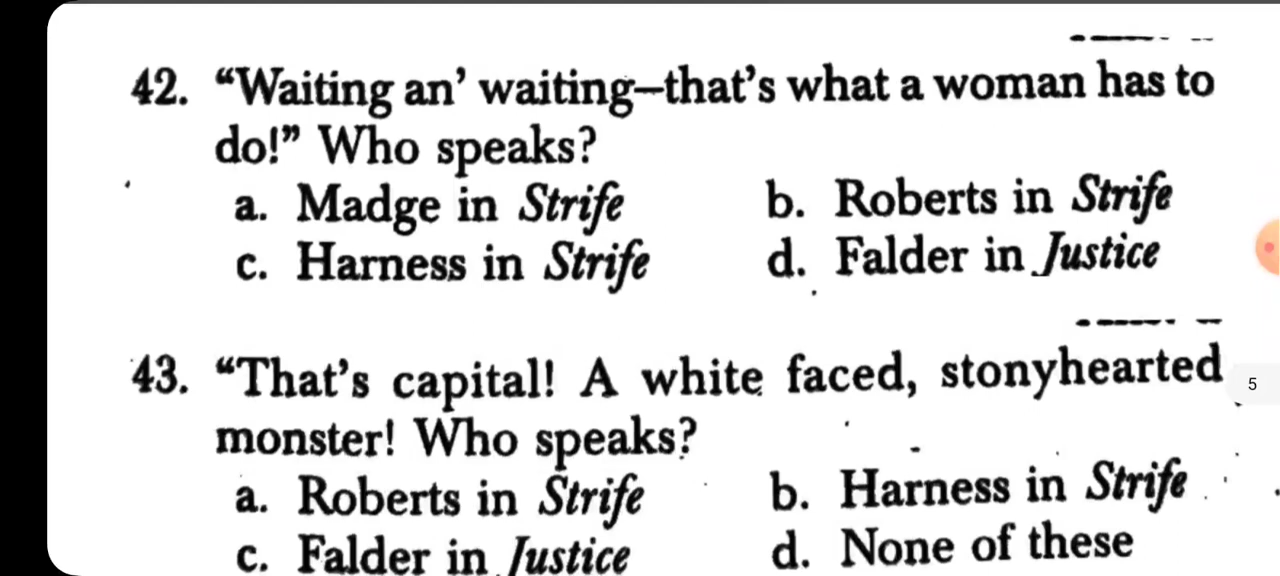 42. “Waiting an’ waiting–that’s what a woman has to
do!” Who speaks?
a. Madge in Strife
b. Roberts in Strife
c. Harness in Strife
d. Falder in Justice
43. “That’s capital! A white faced, stonyhearted
monster! Who speaks?
a. Roberts in Strife
b. Harness in Strife
c. Falder in Justice
d. None of these
5